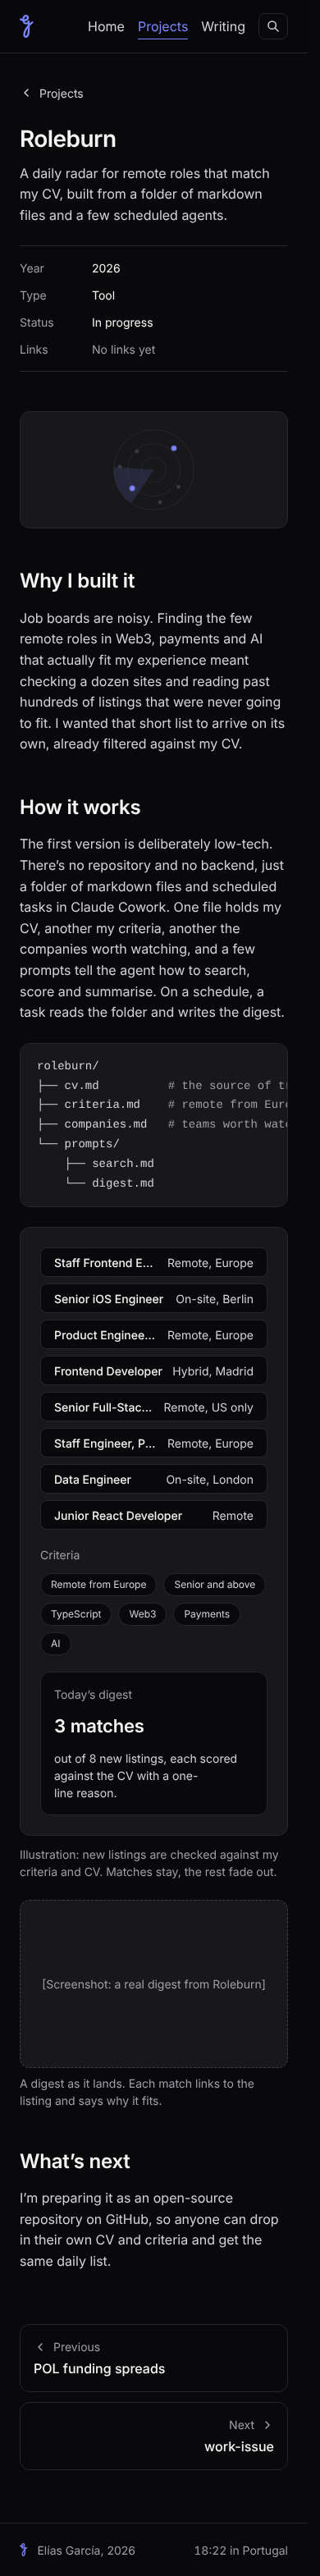 Home Projects Writing
Projects
Roleburn
A daily radar for remote roles that match
my CV, built from a folder of markdown
files and a few scheduled agents.
Year 2026
Type Tool
Status In progress
Links No links yet
Why I built it
Job boards are noisy. Finding the few
remote roles in Web3, payments and AI
that actually fit my experience meant
checking a dozen sites and reading past
hundreds of listings that were never going
to fit. I wanted that short list to arrive on its
own, already filtered against my CV.
How it works
The first version is deliberately low-tech.
There’s no repository and no backend, just
a folder of markdown files and scheduled
tasks in Claude Cowork. One file holds my
CV, another my criteria, another the
companies worth watching, and a few
prompts tell the agent how to search,
score and summarise. On a schedule, a
task reads the folder and writes the digest.
roleburn/
├── cv.md # the source of t
├── criteria.md # remote from Eur
├── companies.md # teams worth wat
└── prompts/
├── search.md
└── digest.md
Staff Frontend E... Remote, Europe
Senior iOS Engineer On-site, Berlin
Product Enginee... Remote, Europe
Frontend Developer Hybrid, Madrid
Senior Full-Stac... Remote, US only
Staff Engineer, P... Remote, Europe
Data Engineer On-site, London
Junior React Developer Remote
Criteria
Remote from Europe Senior and above
TypeScript Web3 Payments
AI
Today’s digest
3 matches
out of 8 new listings, each scored
against the CV with a one-
line reason.
Illustration: new listings are checked against my
criteria and CV. Matches stay, the rest fade out.
[Screenshot: a real digest from Roleburn]
A digest as it lands. Each match links to the
listing and says why it fits.
What’s next
I’m preparing it as an open-source
repository on GitHub, so anyone can drop
in their own CV and criteria and get the
same daily list.
Previous
POL funding spreads
Next
work-issue
Elías García, 2026 18:22 in Portugal